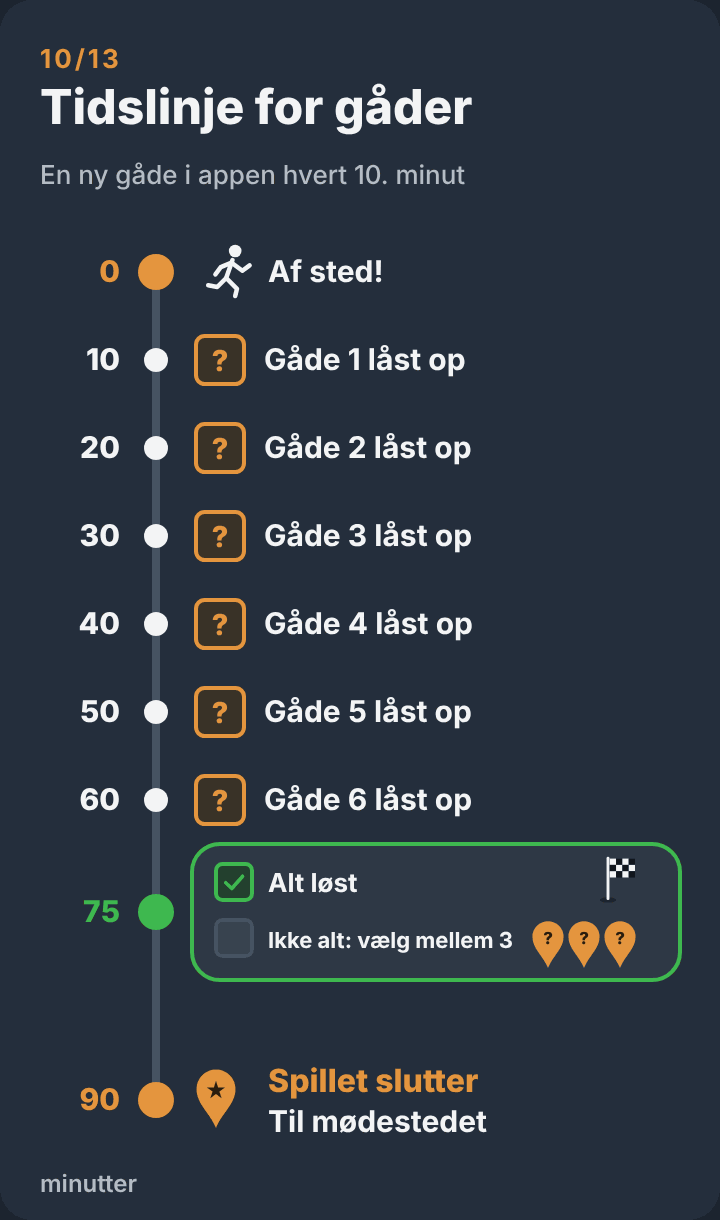 10/13
Tidslinje for gåder
En ny gåde i appen hvert 10. minut
0 Af sted!
10 ? Gåde 1 låst op
20 ? Gåde 2 låst op
30 ? Gåde 3 låst op
40 ? Gåde 4 låst op
50 ? Gåde 5 låst op
60 ? Gåde 6 låst op
75 Alt løst
Ikke alt: vælg mellem 3 ? ? ?
90 Spillet slutter
Til mødestedet
minutter